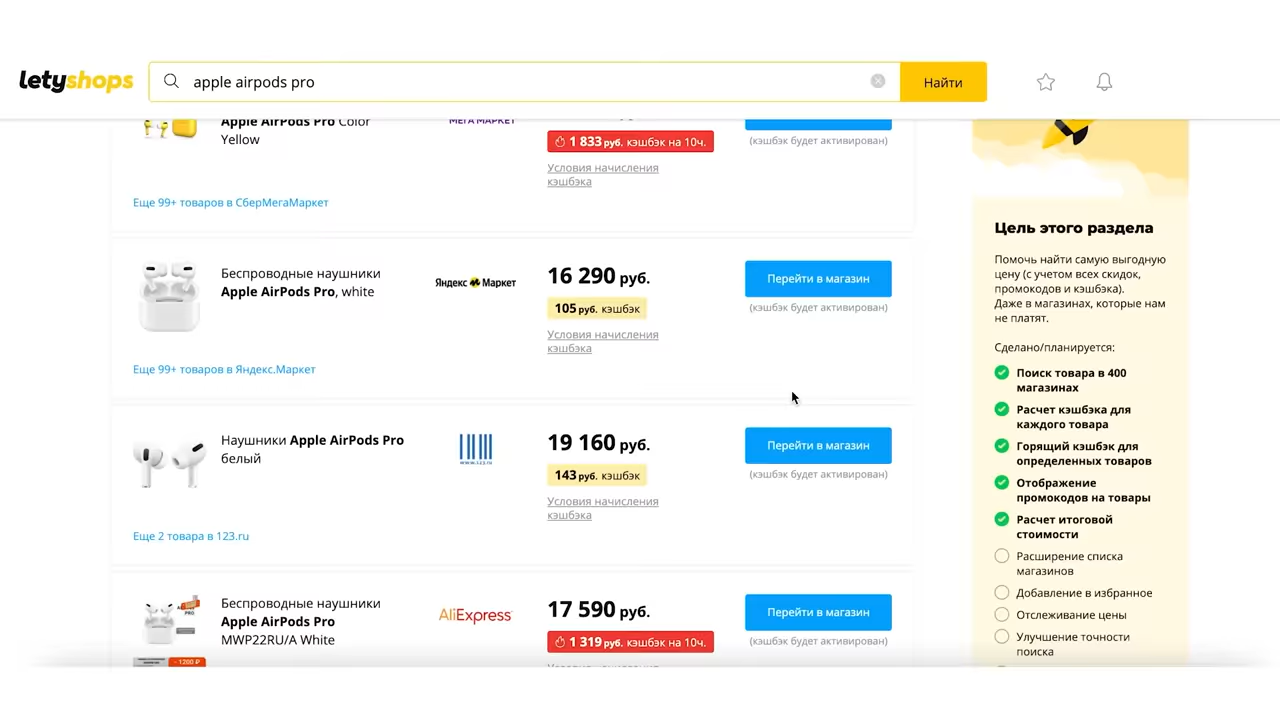 letyshops
apple airpods pro
Найти
Apple AirPods Pro Color
Yellow
МЕГА МАРКЕТ
1 833 руб. кэшбэк на 10ч.
(кэшбэк будет активирован)
Условия начисления
кэшбэка
Еще 99+ товаров в СберМегаМаркет
Беспроводные наушники
Apple AirPods Pro, white
Яндекс Маркет
16 290 руб.
105 руб. кэшбэк
Условия начисления
кэшбэка
Перейти в магазин
(кэшбэк будет активирован)
Еще 99+ товаров в Яндекс.Маркет
Наушники Apple AirPods Pro
белый
www.123.ru
19 160 руб.
143 руб. кэшбэк
Условия начисления
кэшбэка
Перейти в магазин
(кэшбэк будет активирован)
Еще 2 товара в 123.ru
Беспроводные наушники
Apple AirPods Pro
MWP22RU/A White
PRO
- 1200 ₽
AliExpress
17 590 руб.
1 319 руб. кэшбэк на 10ч.
Перейти в магазин
(кэшбэк будет активирован)
Цель этого раздела
Помочь найти самую выгодную
цену (с учетом всех скидок,
промокодов и кэшбэка).
Даже в магазинах, которые нам
не платят.
Сделано/планируется:
Поиск товара в 400
магазинах
Расчет кэшбэка для
каждого товара
Горящий кэшбэк для
определенных товаров
Отображение
промокодов на товары
Расчет итоговой
стоимости
Расширение списка
магазинов
Добавление в избранное
Отслеживание цены
Улучшение точности
поиска